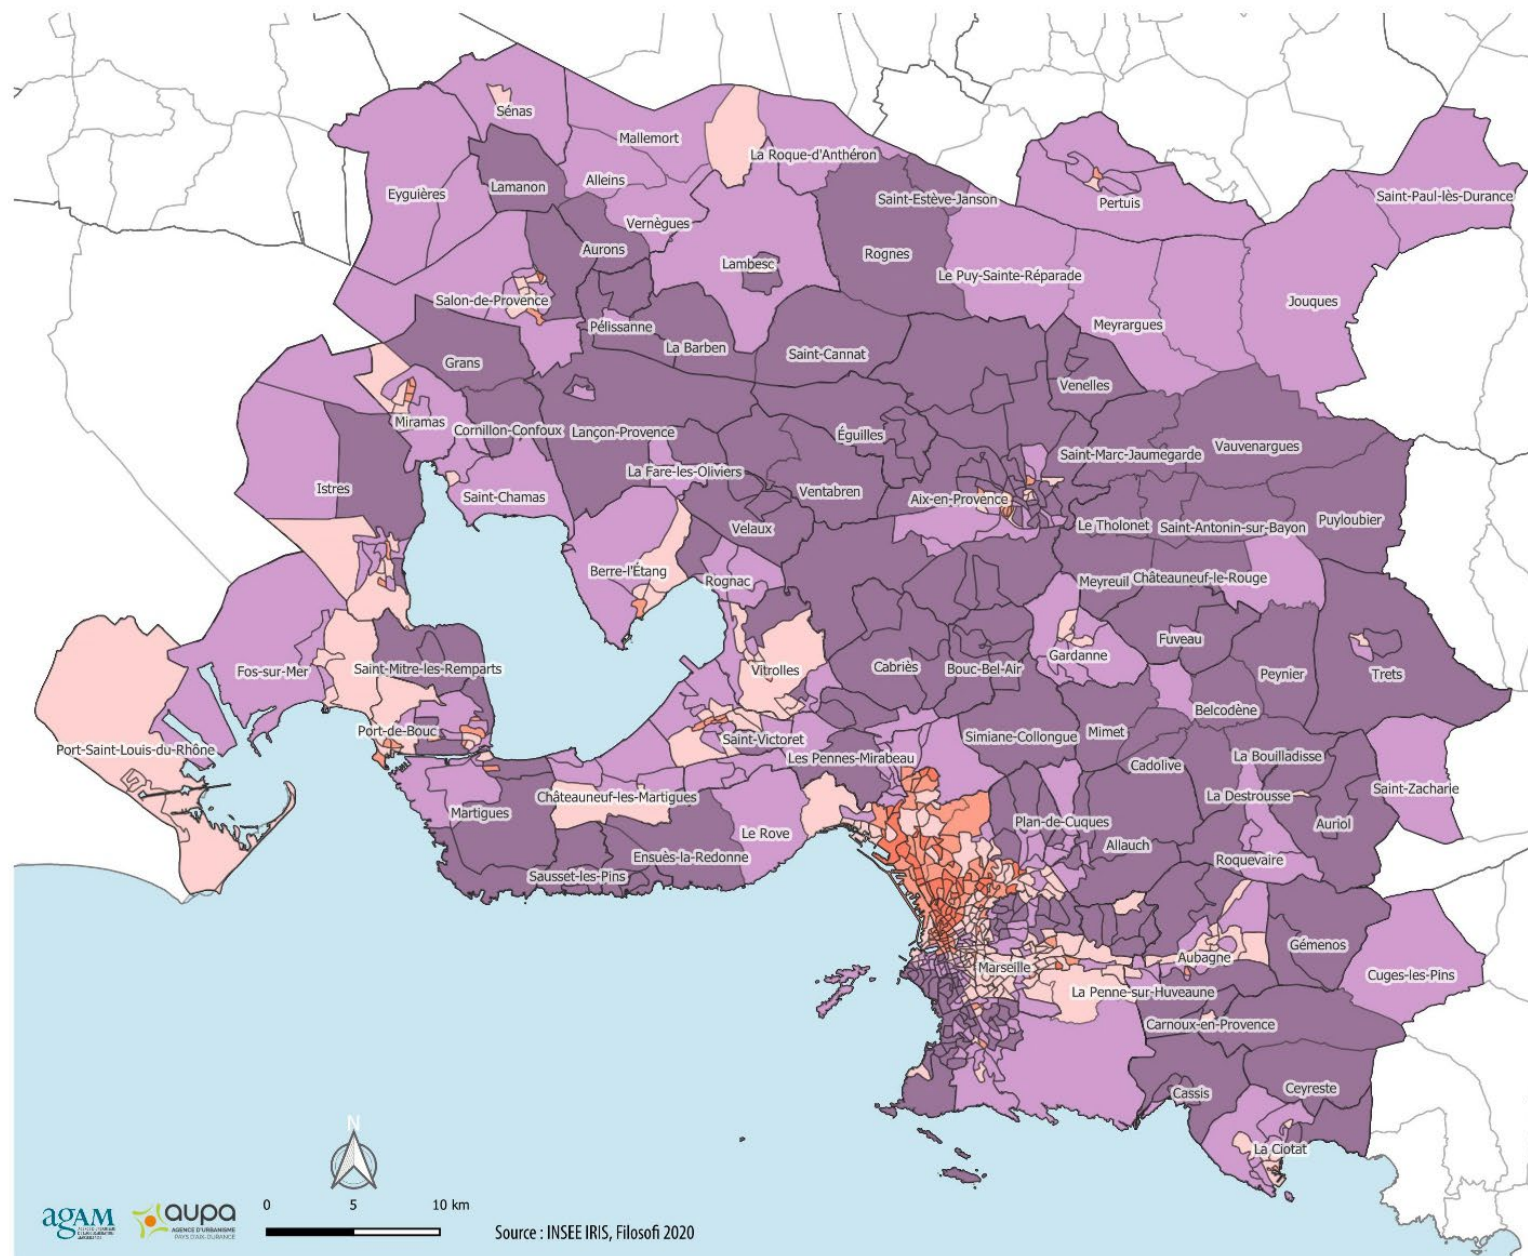 Sénas
Mallemort
La Roque-d'Anthéron
Lamanon
Alleins
Eyguières
Saint-Estève-Janson
Pertuis
Saint-Paul-lès-Durance
Vernègues
Aurons
Lambesc
Rognes
Le Puy-Sainte-Réparade
Salon-de-Provence
Jouques
Pélissanne
Meyrargues
La Barben
Saint-Cannat
Grans
Venelles
Miramas
Cornillon-Confoux
Lançon-Provence
Éguilles
Vauvenargues
Saint-Marc-Jaumegarde
La Fare-les-Oliviers
Istres
Saint-Chamas
Ventabren
Aix-en-Provence
Velaux
Le Tholonet
Saint-Antonin-sur-Bayon
Puyloubier
Berre-l'Étang
Rognac
Meyreuil
Châteauneuf-le-Rouge
Fuveau
Gardanne
Fos-sur-Mer
Saint-Mitre-les-Remparts
Vitrolles
Cabriès
Bouc-Bel-Air
Peynier
Trets
Belcodène
Port-de-Bouc
Port-Saint-Louis-du-Rhône
Saint-Victoret
Simiane-Collongue
Mimet
Les Pennes-Mirabeau
La Bouilladisse
Cadolive
Saint-Zacharie
Châteauneuf-les-Martigues
La Destrousse
Martigues
Plan-de-Cuques
Auriol
Le Rove
Allauch
Ensuès-la-Redonne
Roquevaire
Sausset-les-Pins
Gémenos
Aubagne
Marseille
Cuges-les-Pins
La Penne-sur-Huveaune
Carnoux-en-Provence
Ceyreste
Cassis
La Ciotat
N
0 5 10 km
agam
aupa
AGENCE D'URBANISME
PAYS D'AIX-DURANCE
Source : INSEE IRIS, Filosofi 2020